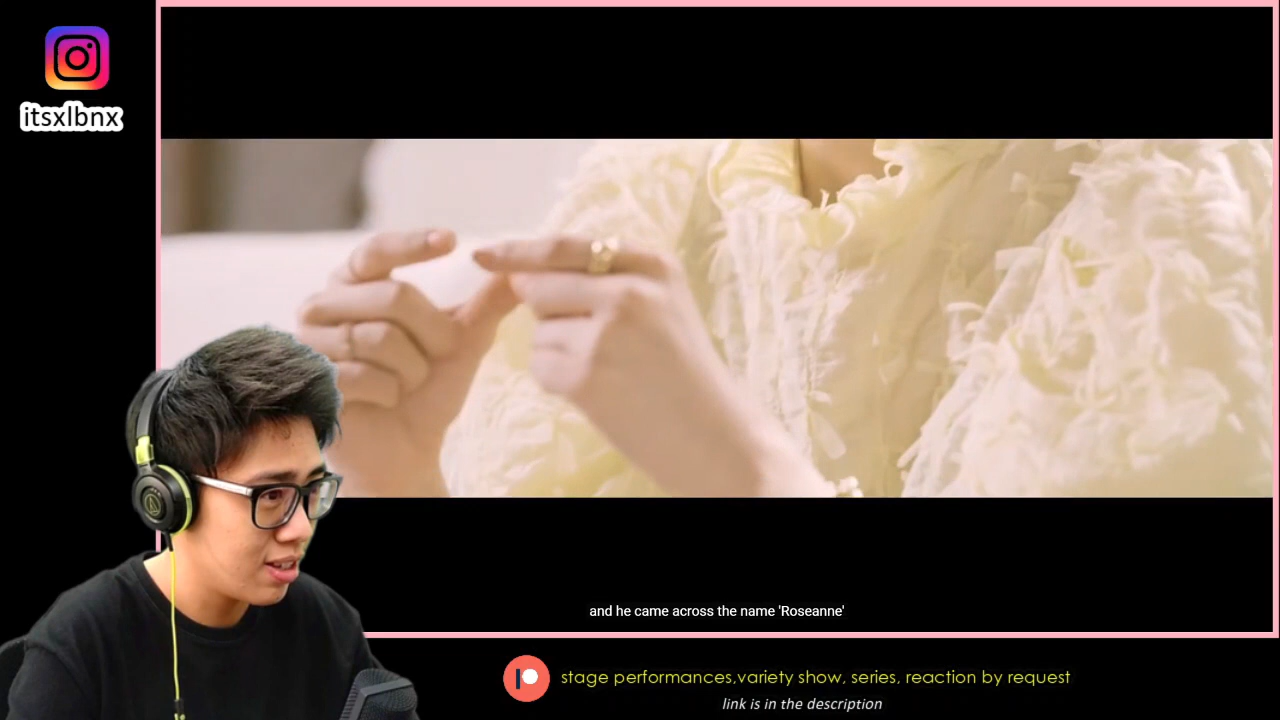 itsxlbnx
and he came across the name 'Roseanne'
stage performances,variety show, series, reaction by request
link is in the description